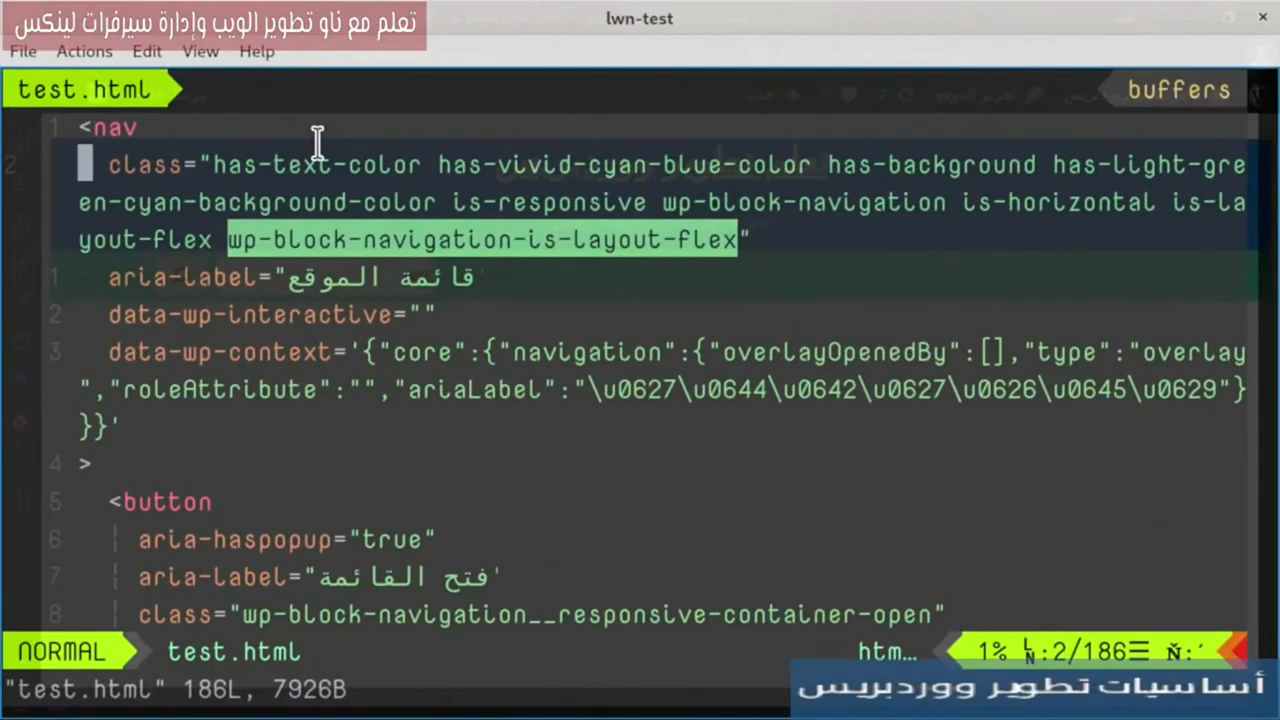 lwn-test
تعلم مع ناو تطوير الويب وإدارة سيرفرات لينكس
File Actions Edit View Help
test.html
buffers
1 <nav
2 class="has-text-color has-vivid-cyan-blue-color has-background has-light-gre
en-cyan-background-color is-responsive wp-block-navigation is-horizontal is-la
yout-flex wp-block-navigation-is-layout-flex"
1 aria-label="قائمة الموقع'
2 data-wp-interactive=""
3 data-wp-context='{"core":{"navigation":{"overlayOpenedBy":[],"type":"overlay
","roleAttribute":"","ariaLabel":"\u0627\u0644\u0642\u0627\u0626\u0645\u0629"}
}}'
4 >
5 <button
6 aria-haspopup="true"
7 aria-label="فتح القائمة'
8 class="wp-block-navigation__responsive-container-open"
NORMAL test.html htm… 1% :2/186☰
"test.html" 186L, 7926B
أساسيات تطوير ووردبريس